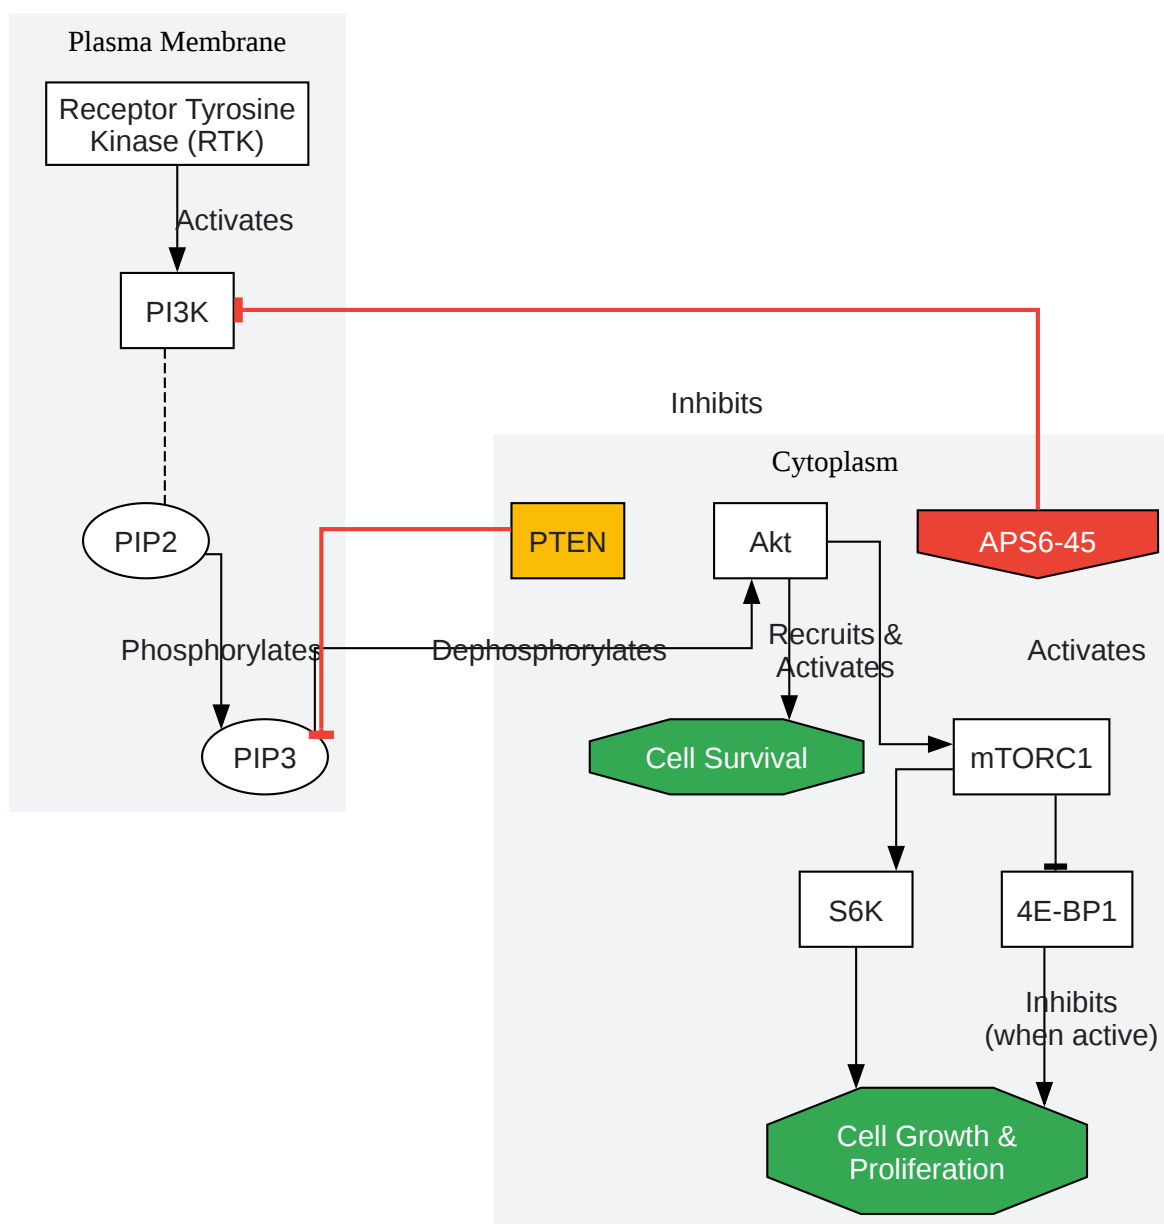 Plasma Membrane
Receptor Tyrosine
Kinase (RTK)
Activates
PI3K
Inhibits
Cytoplasm
PIP2
PTEN
Akt
APS6-45
Phosphorylates
Dephosphorylates
Recruits &
Activates
Activates
PIP3
Cell Survival
mTORC1
S6K
4E-BP1
Inhibits
(when active)
Cell Growth &
Proliferation